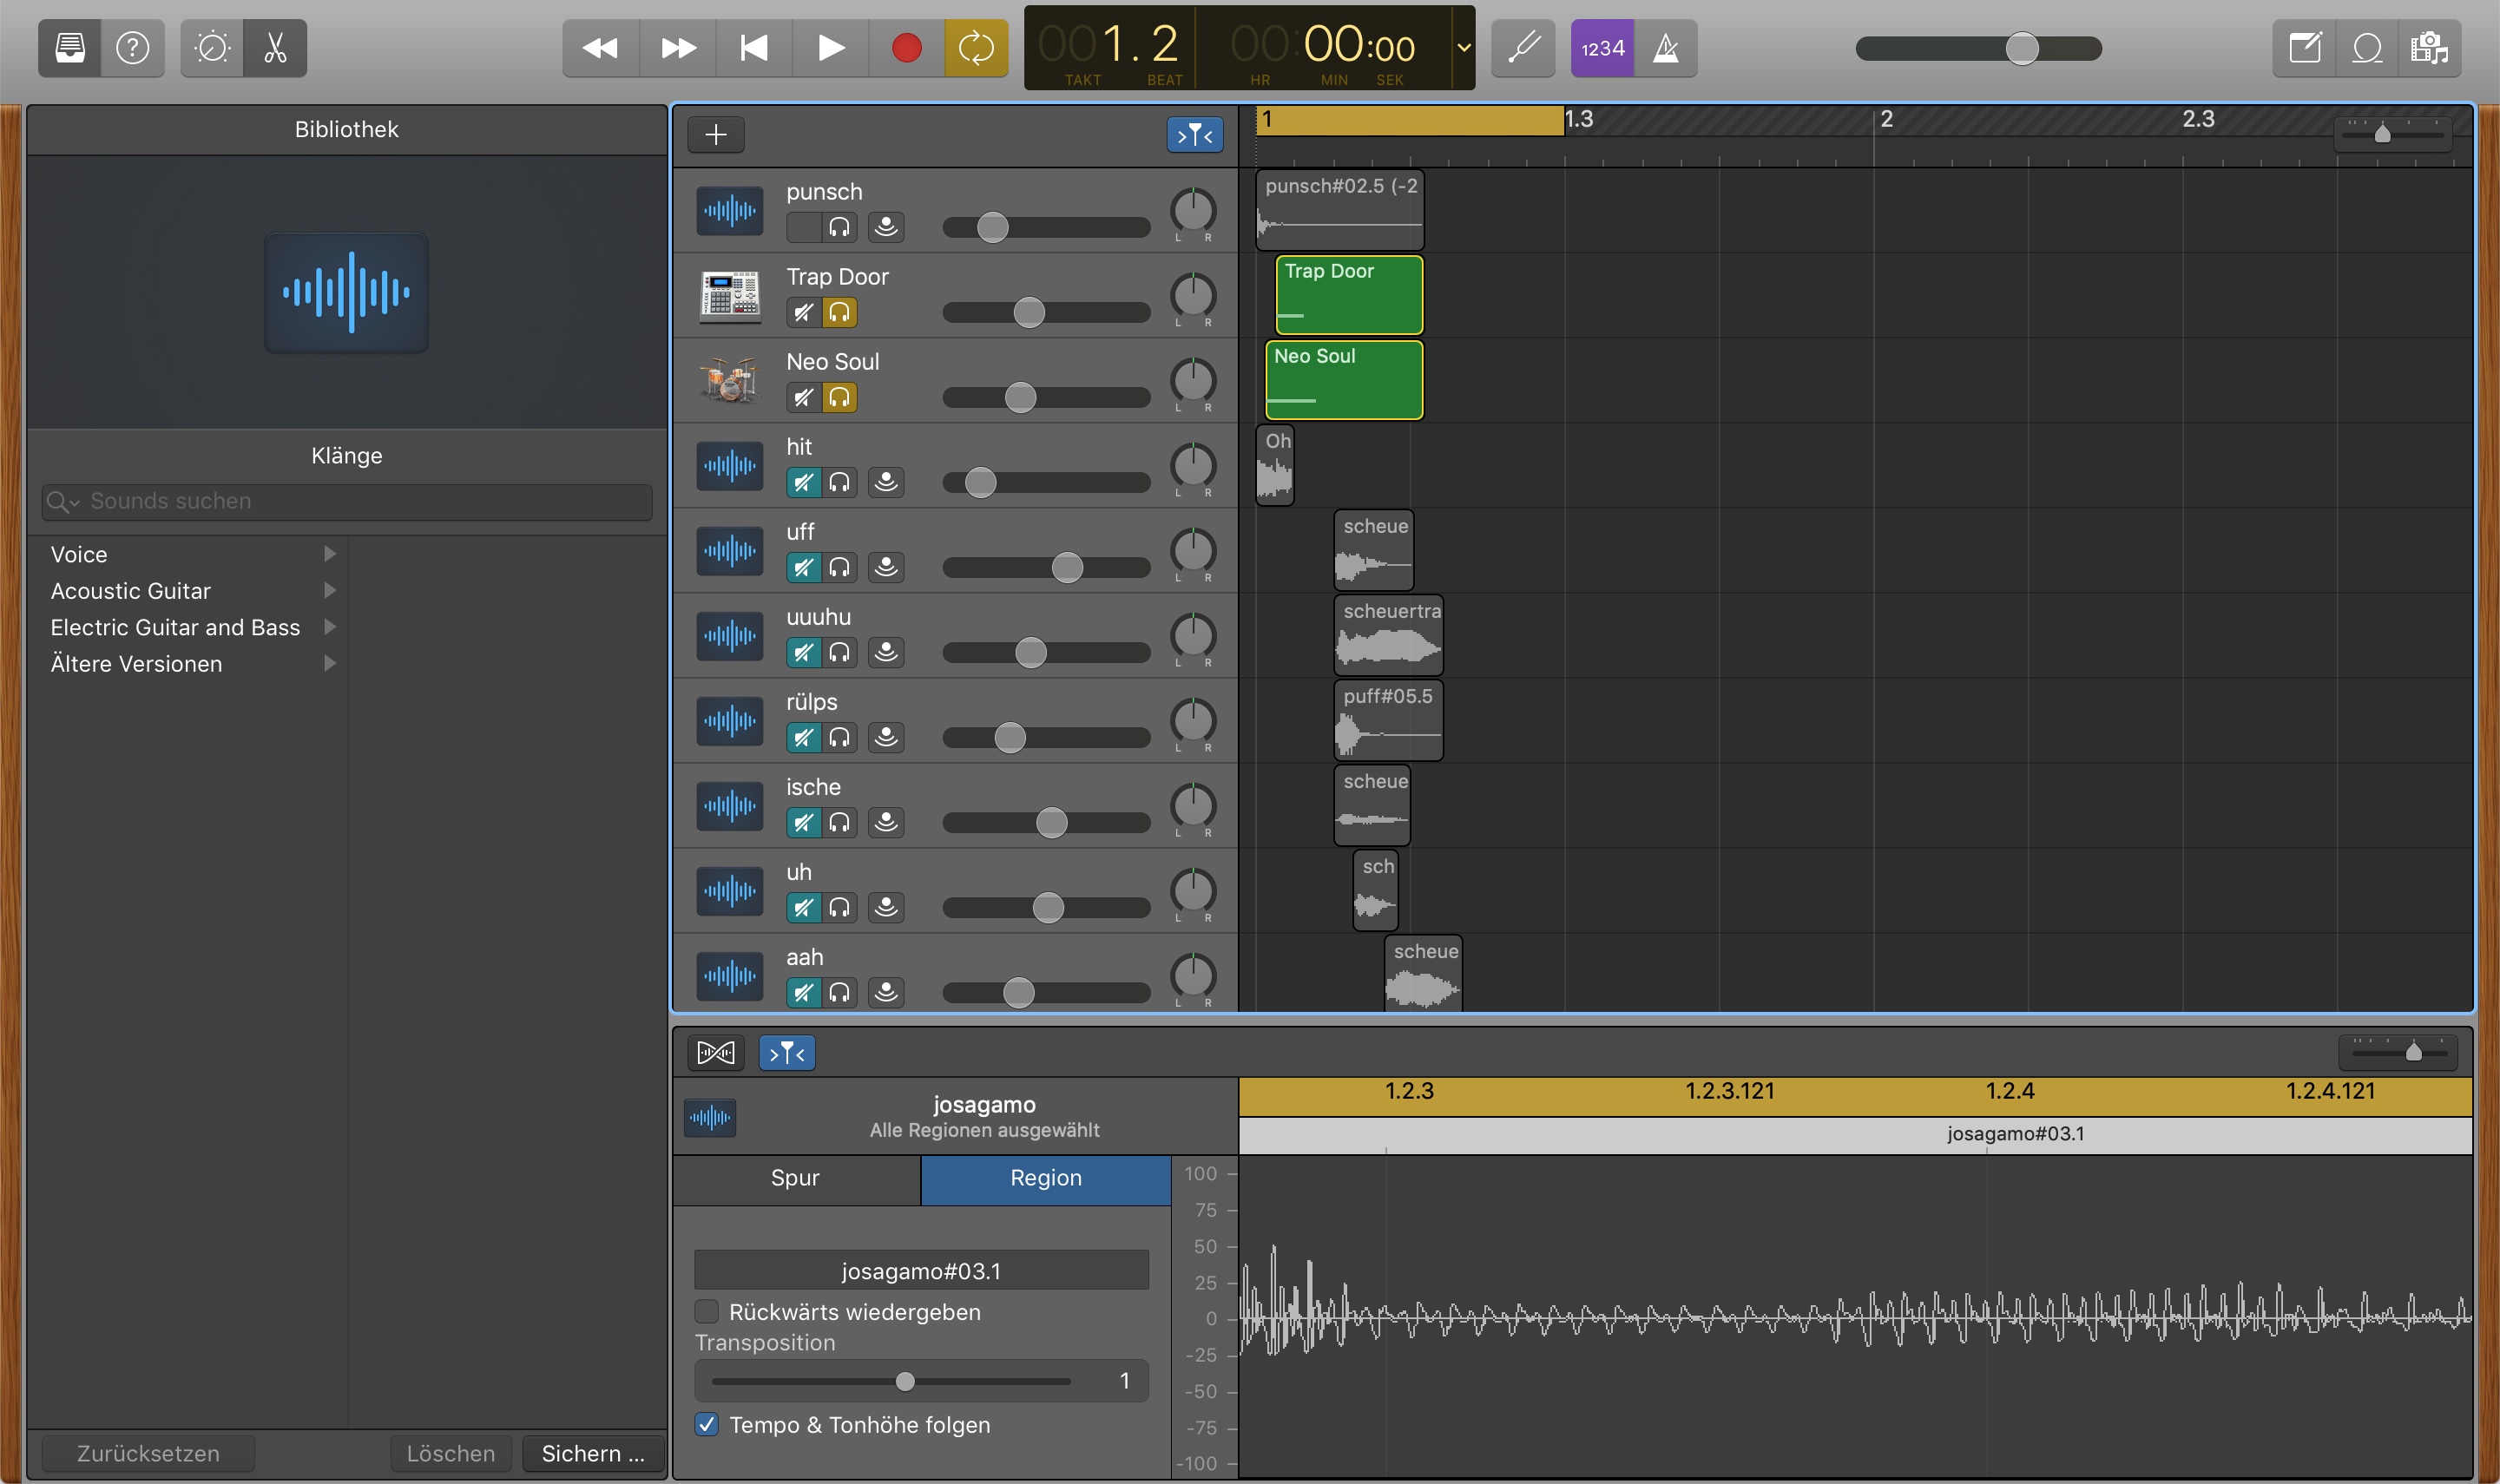 001. 2
00:00:00
TAKT BEAT HR MIN SEK
1234
Bibliothek
Klänge
Sounds suchen
Voice
Acoustic Guitar
Electric Guitar and Bass
Ältere Versionen
Zurücksetzen
Löschen
Sichern ...
1 1.3 2 2.3
punsch
L R
punsch#02.5 (-2
Trap Door
L R
Trap Door
Neo Soul
L R
Neo Soul
hit
L R
Oh
uff
L R
scheue
uuuhu
L R
scheuertra
rülps
L R
puff#05.5
ische
L R
scheue
uh
L R
sch
aah
L R
scheue
josagamo
Alle Regionen ausgewählt
Spur
Region
josagamo#03.1
Rückwärts wiedergeben
Transposition
1
Tempo & Tonhöhe folgen
1.2.3 1.2.3.121 1.2.4 1.2.4.121
josagamo#03.1
100
75
50
25
0
-25
-50
-75
-100